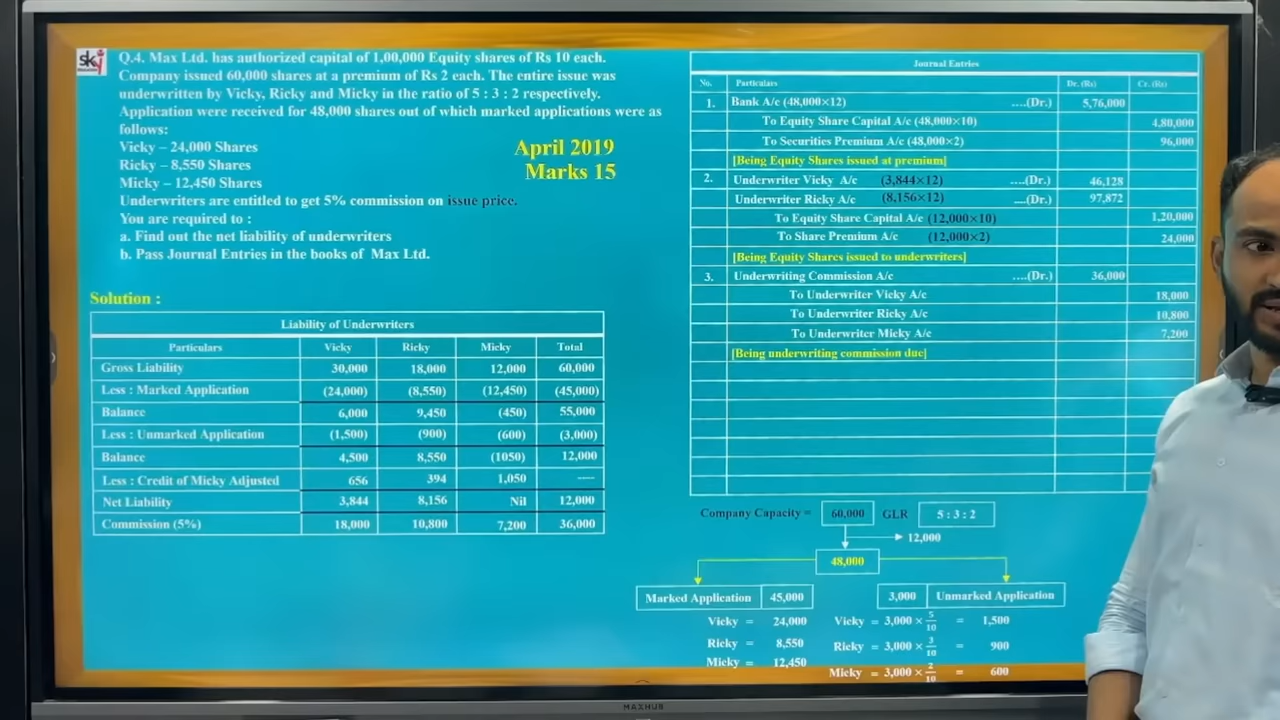 sky
Q.4. Max Ltd. has authorized capital of 1,00,000 Equity shares of Rs 10 each.
Company issued 60,000 shares at a premium of Rs 2 each. The entire issue was
underwritten by Vicky, Ricky and Micky in the ratio of 5 : 3 : 2 respectively.
Application were received for 48,000 shares out of which marked applications were as
follows:
Vicky – 24,000 Shares
Ricky – 8,550 Shares
Micky – 12,450 Shares
April 2019
Marks 15
Underwriters are entitled to get 5% commission on issue price.
You are required to :
a. Find out the net liability of underwriters
b. Pass Journal Entries in the books of Max Ltd.
Solution :
Liability of Underwriters
Particulars Vicky Ricky Micky Total
Gross Liability 30,000 18,000 12,000 60,000
Less : Marked Application (24,000) (8,550) (12,450) (45,000)
Balance 6,000 9,450 (450) 55,000
Less : Unmarked Application (1,500) (900) (600) (3,000)
Balance 4,500 8,550 (1050) 12,000
Less : Credit of Micky Adjusted 656 394 1,050 ----
Net Liability 3,844 8,156 Nil 12,000
Commission (5%) 18,000 10,800 7,200 36,000
Journal Entries
No. Particulars Dr. (Rs) Cr. (Rs)
1. Bank A/c (48,000×12) ....(Dr.) 5,76,000
To Equity Share Capital A/c (48,000×10) 4,80,000
To Securities Premium A/c (48,000×2) 96,000
[Being Equity Shares issued at premium]
2. Underwriter Vicky A/c (3,844×12) ....(Dr.) 46,128
Underwriter Ricky A/c (8,156×12) ....(Dr.) 97,872
To Equity Share Capital A/c (12,000×10) 1,20,000
To Share Premium A/c (12,000×2) 24,000
[Being Equity Shares issued to underwriters]
3. Underwriting Commission A/c ....(Dr.) 36,000
To Underwriter Vicky A/c 18,000
To Underwriter Ricky A/c 10,800
To Underwriter Micky A/c 7,200
[Being underwriting commission due]
Company Capacity = 60,000 GLR 5 : 3 : 2
12,000
48,000
Marked Application 45,000 3,000 Unmarked Application
Vicky = 24,000 Vicky = 3,000 × 5/10 = 1,500
Ricky = 8,550 Ricky = 3,000 × 3/10 = 900
Micky = 12,450 Micky = 3,000 × 2/10 = 600
MAXHUB